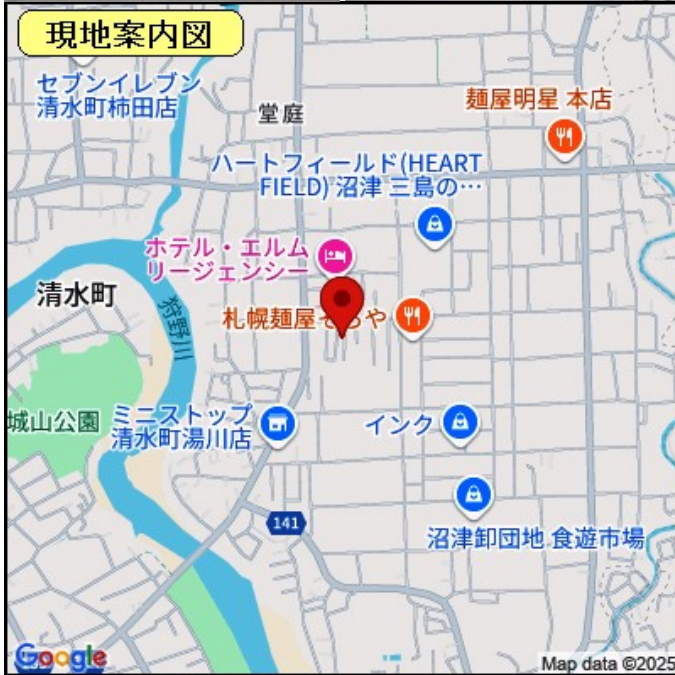 現地案内図
セブンイレブン
清水町柿田店
堂庭
麺屋明星 本店
ハートフィールド(HEART
FIELD) 沼津 三島の…
ホテル・エルム
リージェンシー
清水町
狩野川
札幌麺屋
や
城山公園
ミニストップ
清水町湯川店
インク
141
沼津卸団地 食遊市場
Google
Map data ©2025